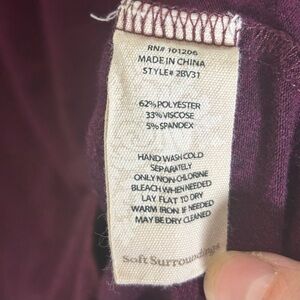 RN# 101206
MADE IN CHINA
STYLE# 2BV31
62% POLYESTER
33% VISCOSE
5% SPANDEX
HAND WASH COLD
SEPARATELY
ONLY NON-CHLORINE
BLEACH WHEN NEEDED
LAY FLAT TO DRY
WARM IRON IF NEEDED
MAY BE DRY CLEANED
Soft Surroundings